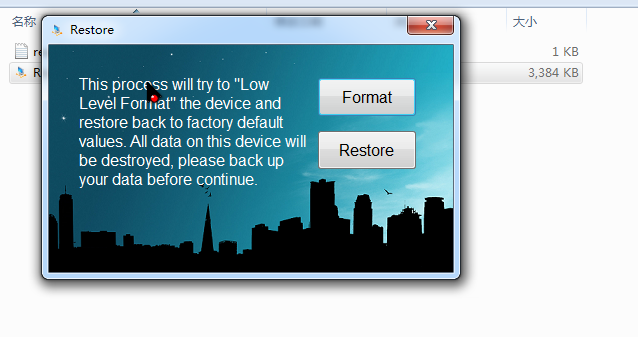 名称
大小
Restore
re
1 KB
R
3,384 KB
This process will try to "Low
Level Format" the device and
restore back to factory default
values. All data on this device will
be destroyed, please back up
your data before continue.
Format
Restore